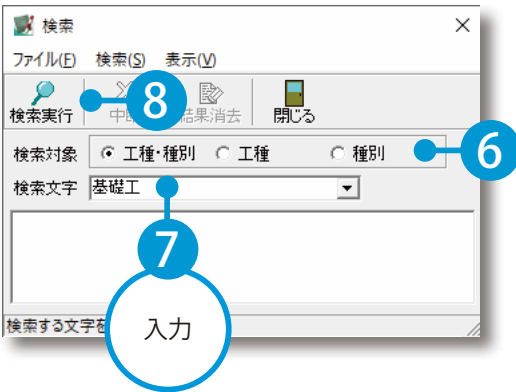 検索
ファイル(F) 検索(S) 表示(V)
検索実行 中 結果消去 閉じる
8
検索対象 工種・種別 工種 種別
6
検索文字 基礎工
7
入力
検索する文字を